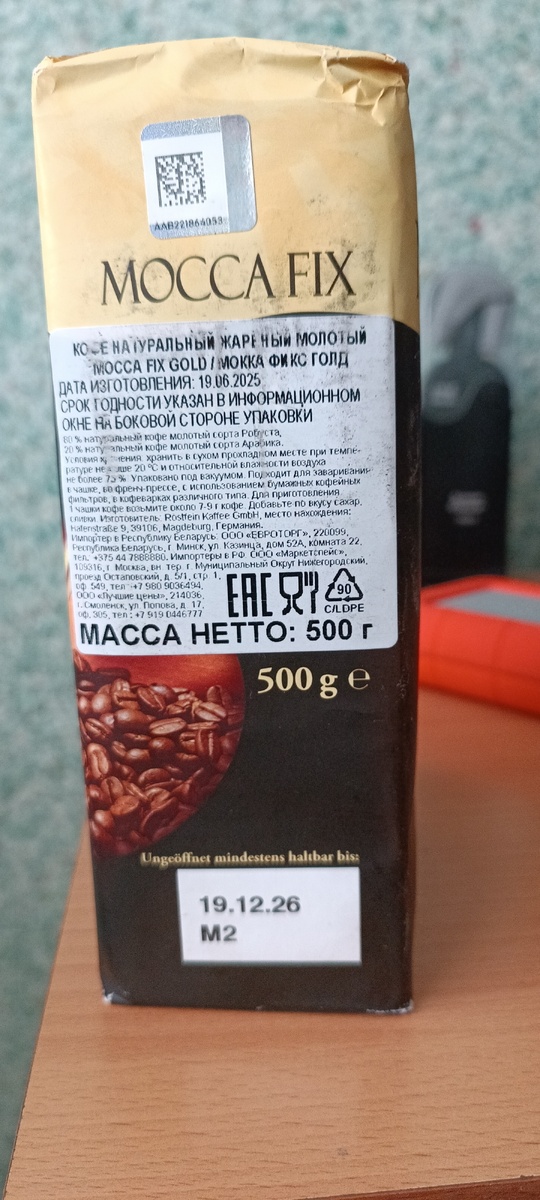 AAB221864053
MOCCA FIX
КОФЕ НАТУРАЛЬНЫЙ ЖАРЕНЫЙ МОЛОТЫЙ
MOCCA FIX GOLD / МОККА ФИКС ГОЛД
ДАТА ИЗГОТОВЛЕНИЯ: 19.06.2025
СРОК ГОДНОСТИ УКАЗАН В ИНФОРМАЦИОННОМ
ОКНЕ НА БОКОВОЙ СТОРОНЕ УПАКОВКИ
80 % натуральный кофе молотый сорта Робуста,
20 % натуральный кофе молотый сорта Арабика.
Условия хранения: хранить в сухом прохладном месте при темпе-
ратуре не выше 20 °С и относительной влажности воздуха
не более 75 %. Упаковано под вакуумом. Подходит для заваривания
в чашке, во френч-прессе, с использованием бумажных кофейных
фильтров, в кофеварках различного типа. Для приготовления
1 чашки кофе возьмите около 7-9 г кофе. Добавьте по вкусу сахар,
сливки. Изготовитель: Röstfein Kaffee GmbH, место нахождения:
Hafenstraße 9, 39106, Magdeburg, Германия.
Импортер в Республику Беларусь: ООО «ЕВРОТОРГ», 220099,
Республика Беларусь, г. Минск, ул. Казинца, дом 52А, комната 22,
тел. +375 44 7888880. Импортеры в РФ: ООО «Маркетспейс»,
109316, г. Москва, вн. тер. г. Муниципальный Округ Нижегородский,
проезд Остаповский, д. 5/1, стр. 1,
оф. 549, тел.: +7 980 9036494,
ООО «Лучшие цены», 214036,
г. Смоленск, ул. Попова, д. 17,
оф. 305, тел.: +7 919 0446777
EAC
90
C/LDPE
МАССА НЕТТО: 500 г
500 g e
Ungeöffnet mindestens haltbar bis:
19.12.26
M2